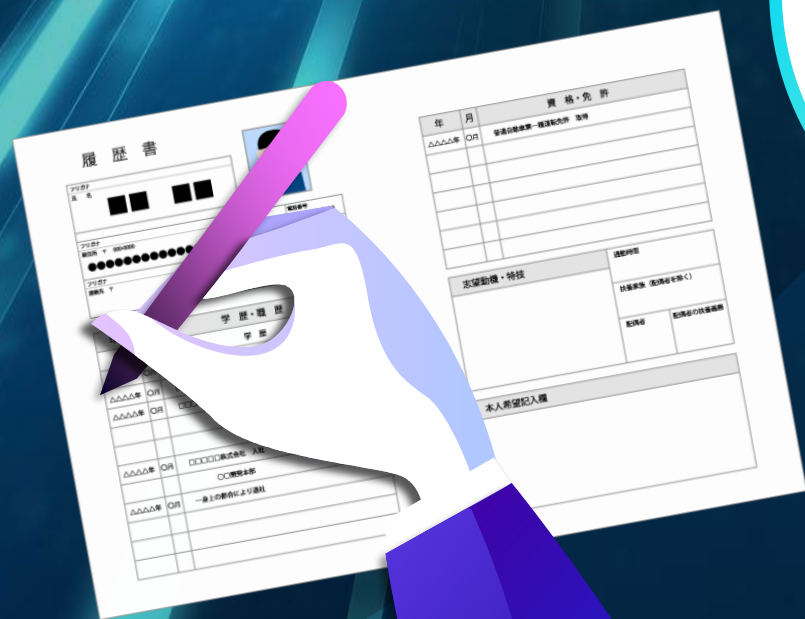 履歴書
フリガナ
氏 名
フリガナ
現住所 〒 000-0000
●●●●●●●●●●●●
電話番号
フリガナ
連絡先 〒
学歴・職歴
学歴
△△△△年 〇月
△△△△年 〇月 □□
△△△△年 〇月 □□□□□株式会社 入社
〇〇開発本部
△△△△年 〇月 一身上の都合により退社
年 月 資格・免許
△△△△年 〇月 普通自動車第一種運転免許 取得
志望動機・特技
通勤時間
扶養家族(配偶者を除く)
配偶者
配偶者の扶養義務
本人希望記入欄